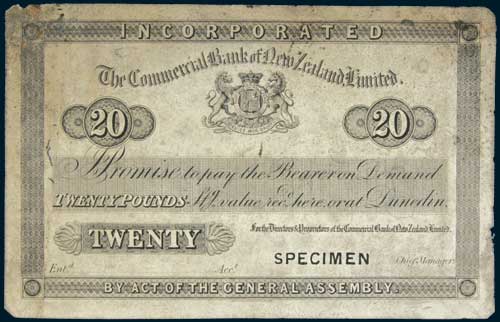 INCORPORATED
The Commercial Bank of New Zealand Limited.
20 20
I Promise to pay the Bearer on Demand
TWENTY POUNDS Stg. value recd. here, or at Dunedin.
TWENTY
For the Directors & Proprietors of the Commercial Bank of New Zealand Limited.
SPECIMEN
Entd. Acct. Chief Manager.
BY ACT OF THE GENERAL ASSEMBLY.